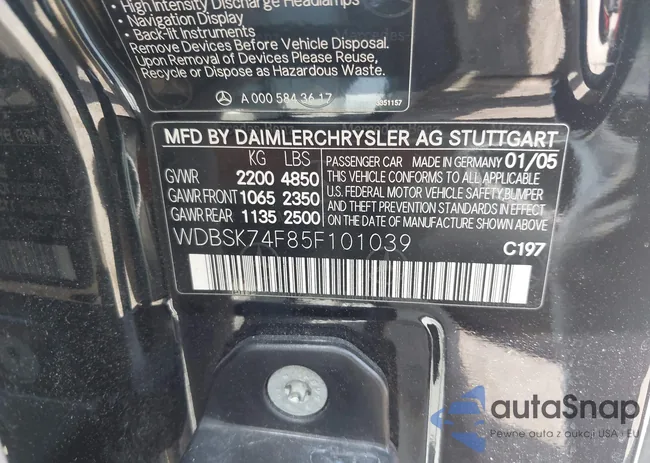 High Intensity Discharge Headlamps
• Navigation Display
• Back-lit Instruments
Remove Devices Before Vehicle Disposal.
Upon Removal of Devices Please Reuse,
Recycle or Dispose as Hazardous Waste.
A 000 584 36 17
MFD BY DAIMLERCHRYSLER AG STUTTGART
KG LBS
GVWR 2200 4850
GAWR FRONT 1065 2350
GAWR REAR 1135 2500
PASSENGER CAR MADE IN GERMANY 01/05
THIS VEHICLE CONFORMS TO ALL APPLICABLE
U.S. FEDERAL MOTOR VEHICLE SAFETY, BUMPER
AND THEFT PREVENTION STANDARDS IN EFFECT
ON DATE OF MANUFACTURE SHOWN ABOVE
WDBSK74F85F101039
C197
autaSnap
Pewne auta z aukcji USA i EU